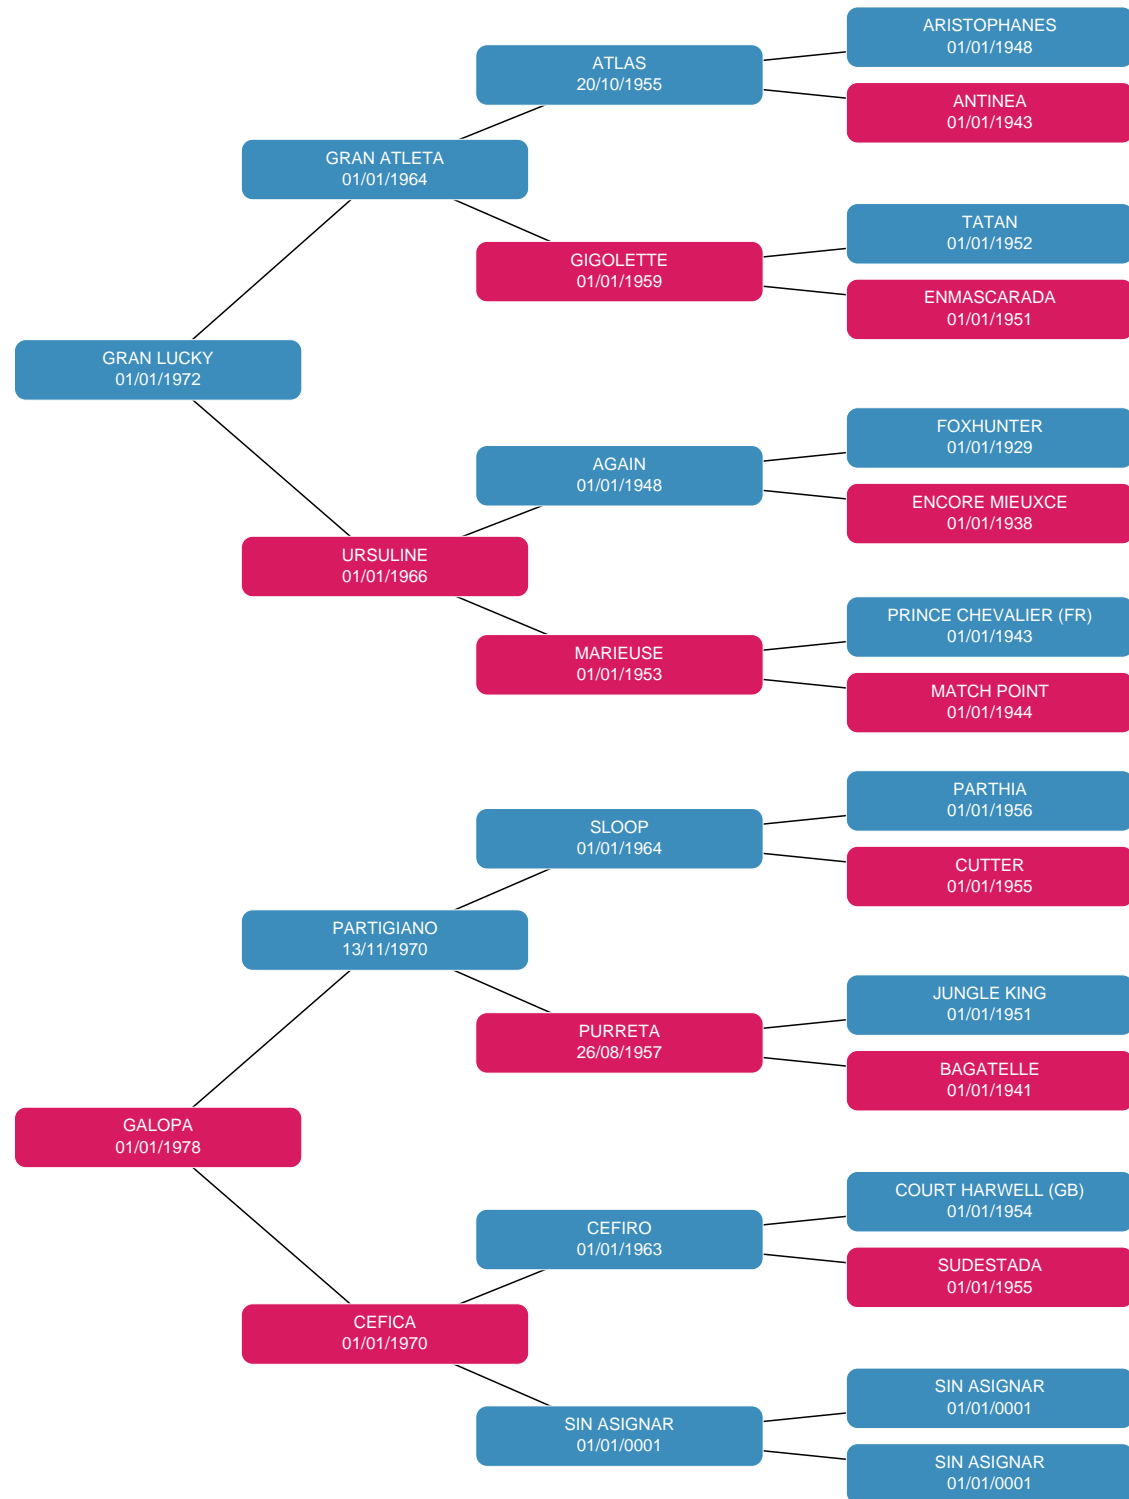 ARISTOPHANES
01/01/1948
ATLAS
20/10/1955
ANTINEA
01/01/1943
GRAN ATLETA
01/01/1964
TATAN
01/01/1952
GIGOLETTE
01/01/1959
ENMASCARADA
01/01/1951
GRAN LUCKY
01/01/1972
FOXHUNTER
01/01/1929
AGAIN
01/01/1948
ENCORE MIEUXCE
01/01/1938
URSULINE
01/01/1966
PRINCE CHEVALIER (FR)
01/01/1943
MARIEUSE
01/01/1953
MATCH POINT
01/01/1944
PARTHIA
01/01/1956
SLOOP
01/01/1964
CUTTER
01/01/1955
PARTIGIANO
13/11/1970
JUNGLE KING
01/01/1951
PURRETA
26/08/1957
BAGATELLE
01/01/1941
GALOPA
01/01/1978
COURT HARWELL (GB)
01/01/1954
CEFIRO
01/01/1963
SUDESTADA
01/01/1955
CEFICA
01/01/1970
SIN ASIGNAR
01/01/0001
SIN ASIGNAR
01/01/0001
SIN ASIGNAR
01/01/0001